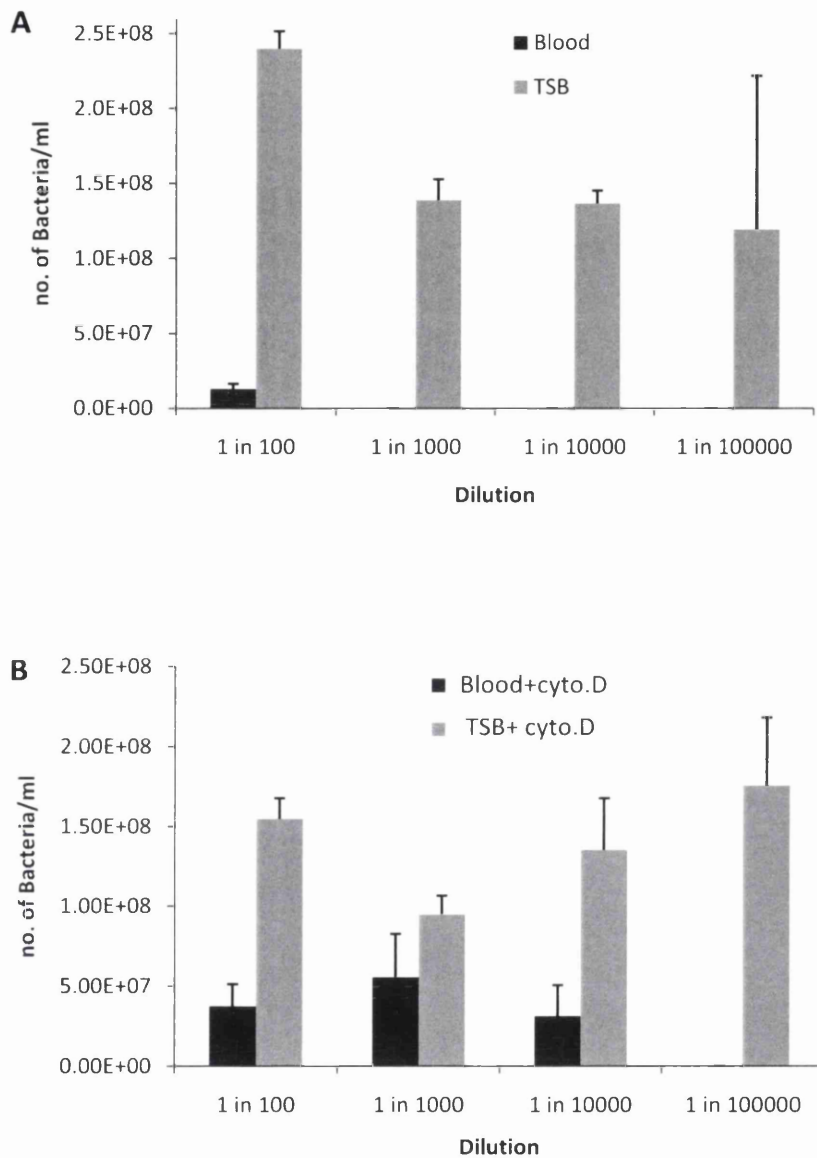 A
no. of Bacteria/ml
2.5E+08
2.0E+08
1.5E+08
1.0E+08
5.0E+07
0.0E+00
Blood
TSB
1 in 100
1 in 1000
1 in 10000
1 in 100000
Dilution
B
no. of Bacteria/ml
2.50E+08
2.00E+08
1.50E+08
1.00E+08
5.00E+07
0.00E+00
Blood+cyto.D
TSB+ cyto.D
1 in 100
1 in 1000
1 in 10000
1 in 100000
Dilution